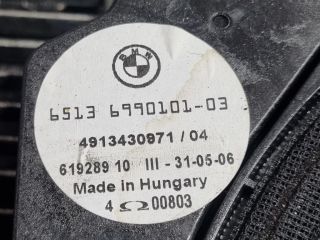 BMW
6513 6990101-03
4913430971 / 04
619289 10 III - 31-05-06
Made in Hungary
4 Ω 00803